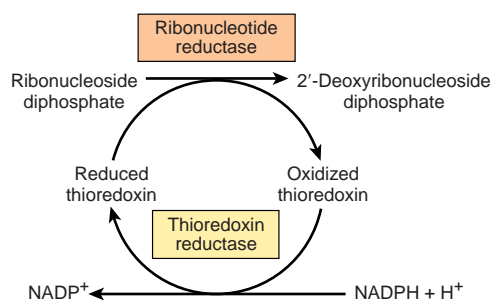 Ribonucleotide
reductase
Ribonucleoside
diphosphate
2′-Deoxyribonucleoside
diphosphate
Reduced
thioredoxin
Oxidized
thioredoxin
Thioredoxin
reductase
NADP⁺
NADPH + H⁺